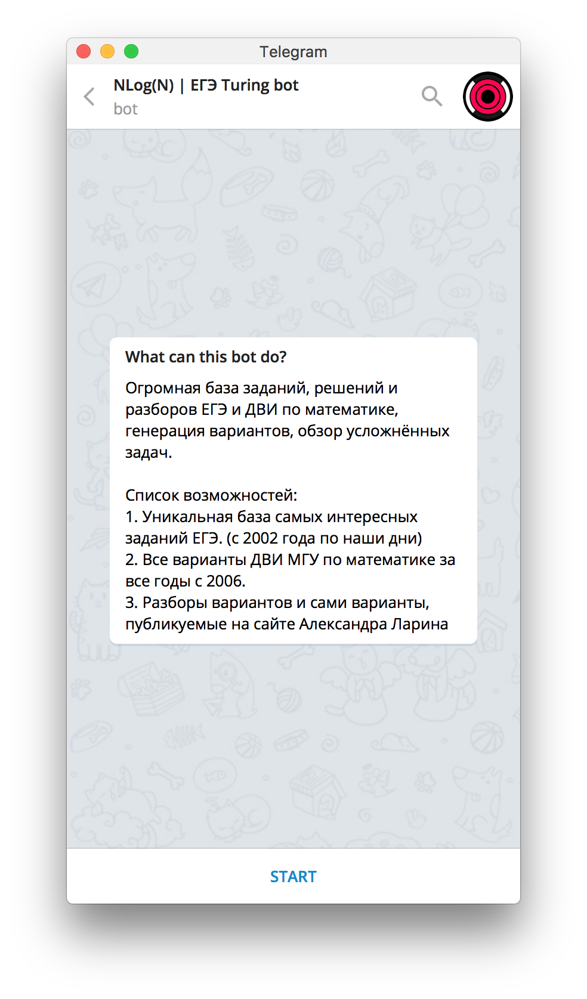 Telegram
NLog(N) | ЕГЭ Turing bot
bot
What can this bot do?
Огромная база заданий, решений и
разборов ЕГЭ и ДВИ по математике,
генерация вариантов, обзор усложнённых
задач.
Список возможностей:
1. Уникальная база самых интересных
заданий ЕГЭ. (с 2002 года по наши дни)
2. Все варианты ДВИ МГУ по математике за
все годы с 2006.
3. Разборы вариантов и сами варианты,
публикуемые на сайте Александра Ларина
START